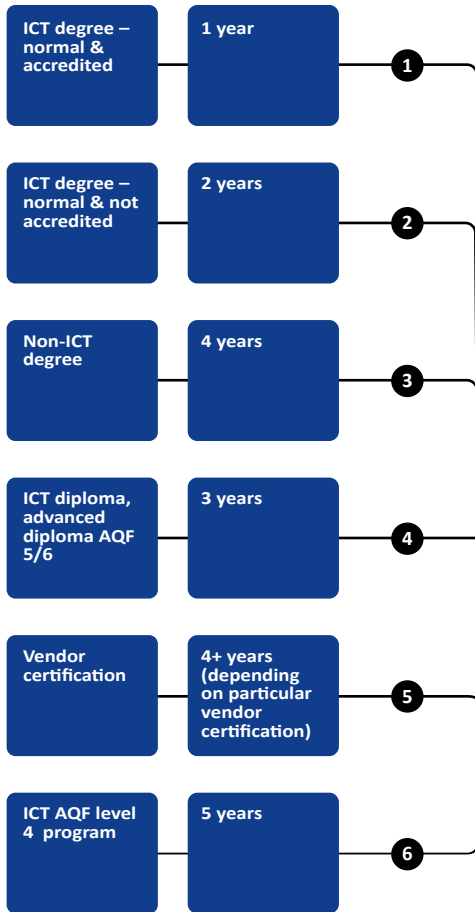 ICT degree –
normal &
accredited
1 year
1
ICT degree –
normal & not
accredited
2 years
2
Non-ICT
degree
4 years
3
ICT diploma,
advanced
diploma AQF
5/6
3 years
4
Vendor
certification
4+ years
(depending
on particular
vendor
certification)
5
ICT AQF level
4 program
5 years
6